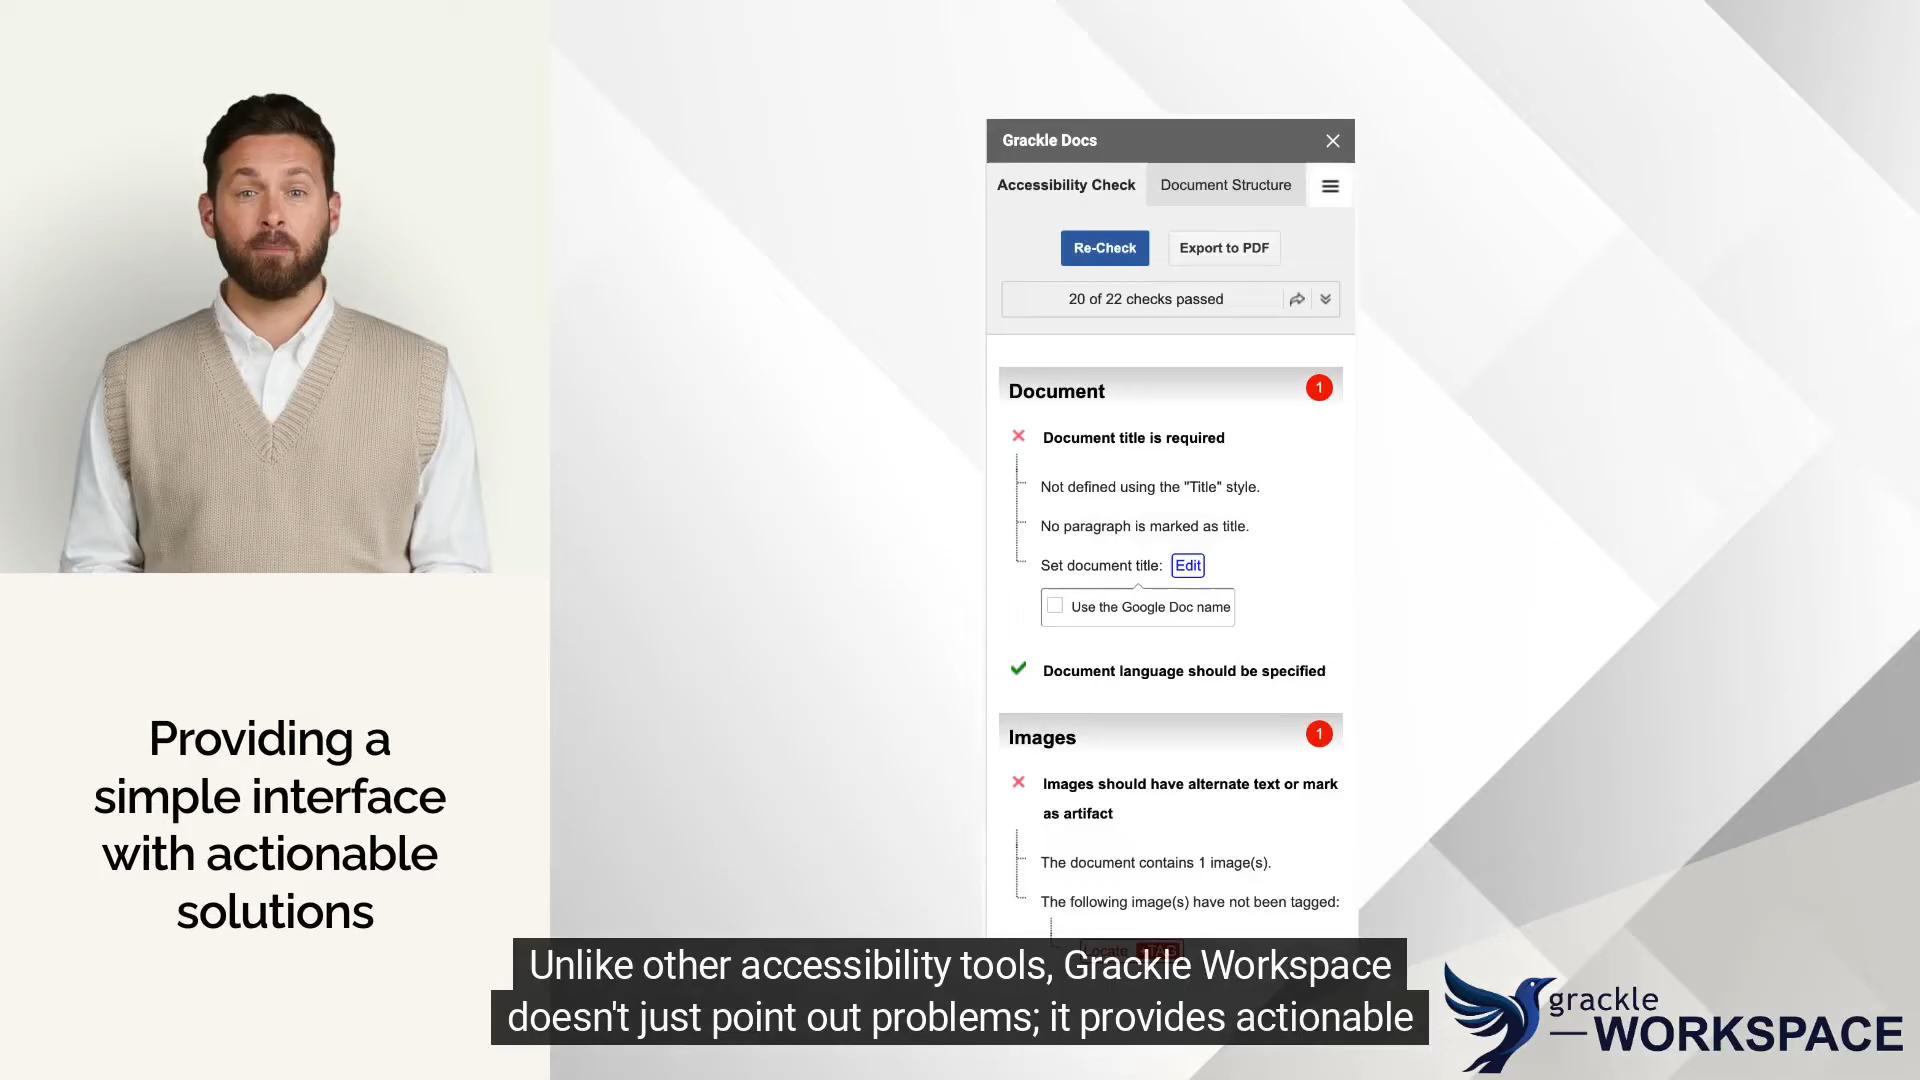 Grackle Docs
Accessibility Check
Document Structure
Re-Check
Export to PDF
20 of 22 checks passed
Document
1
Document title is required
Not defined using the "Title" style.
No paragraph is marked as title.
Set document title: Edit
Use the Google Doc name
Document language should be specified
Images
1
Images should have alternate text or mark
as artifact
The document contains 1 image(s).
The following image(s) have not been tagged:
Locate
Providing a
simple interface
with actionable
solutions
Unlike other accessibility tools, Grackle Workspace
doesn't just point out problems; it provides actionable
grackle
WORKSPACE